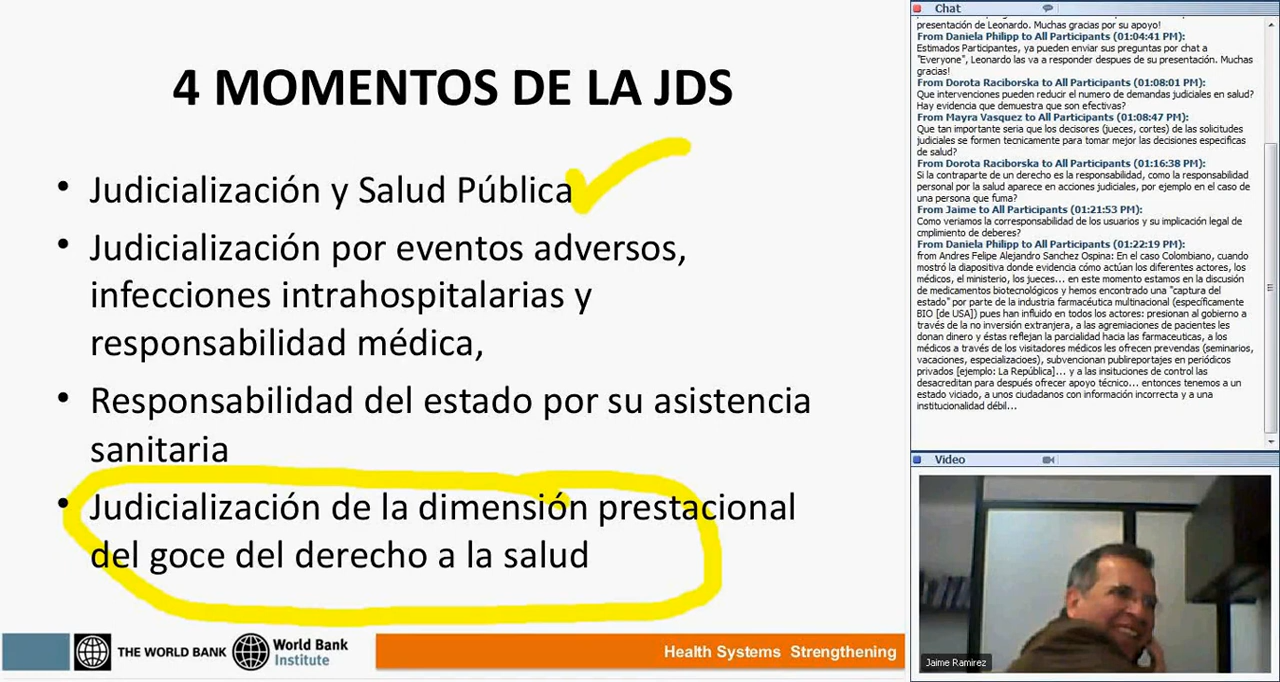 4 MOMENTOS DE LA JDS
• Judicialización y Salud Pública
• Judicialización por eventos adversos,
infecciones intrahospitalarias y
responsabilidad médica,
• Responsabilidad del estado por su asistencia
sanitaria
• Judicialización de la dimensión prestacional
del goce del derecho a la salud
THE WORLD BANK
World Bank
Institute
Health Systems Strengthening
Chat
presentación de Leonardo. Muchas gracias por su apoyo!
From Daniela Philipp to All Participants (01:04:41 PM):
Estimados Participantes, ya pueden enviar sus preguntas por chat a
"Everyone", Leonardo las va a responder despues de su presentación. Muchas
gracias!
From Dorota Raciborska to All Participants (01:08:01 PM):
Que intervenciones pueden reducir el numero de demandas judiciales en salud?
Hay evidencia que demuestra que son efectivas?
From Mayra Vasquez to All Participants (01:08:47 PM):
Que tan importante seria que los decisores (jueces, cortes) de las solicitudes
judiciales se formen tecnicamente para tomar mejor las decisiones especificas
de salud?
From Dorota Raciborska to All Participants (01:16:38 PM):
Si la contraparte de un derecho es la responsabilidad, como la responsabilidad
personal por la salud aparece en acciones judiciales, por ejemplo en el caso de
una persona que fuma?
From Jaime to All Participants (01:21:53 PM):
Como veriamos la corresponsabilidad de los usuarios y su implicación legal de
cmplimiento de deberes?
From Daniela Philipp to All Participants (01:22:19 PM):
from Andres Felipe Alejandro Sanchez Ospina: En el caso Colombiano, cuando
mostró la diapositiva donde evidencia cómo actúan los diferentes actores, los
médicos, el ministerio, los jueces... en este momento estamos en la discusión
de medicamentos biotecnológicos y hemos encontrado una "captura del
estado" por parte de la industria farmacéutica multinacional (específicamente
BIO [de USA]) pues han influido en todos los actores: presionan al gobierno a
través de la no inversión extranjera, a las agremiaciones de pacientes les
donan dinero y éstas reflejan la parcialidad hacia las farmaceuticas, a los
médicos a través de los visitadores médicos les ofrecen prevendas (seminarios,
vacaciones, especializacioes), subvencionan publireportajes en periódicos
privados [ejemplo: La República]... y a las insituciones de control las
desacreditan para después ofrecer apoyo técnico... entonces tenemos a un
estado viciado, a unos ciudadanos con información incorrecta y a una
institucionalidad débil...
Video
Jaime Ramirez